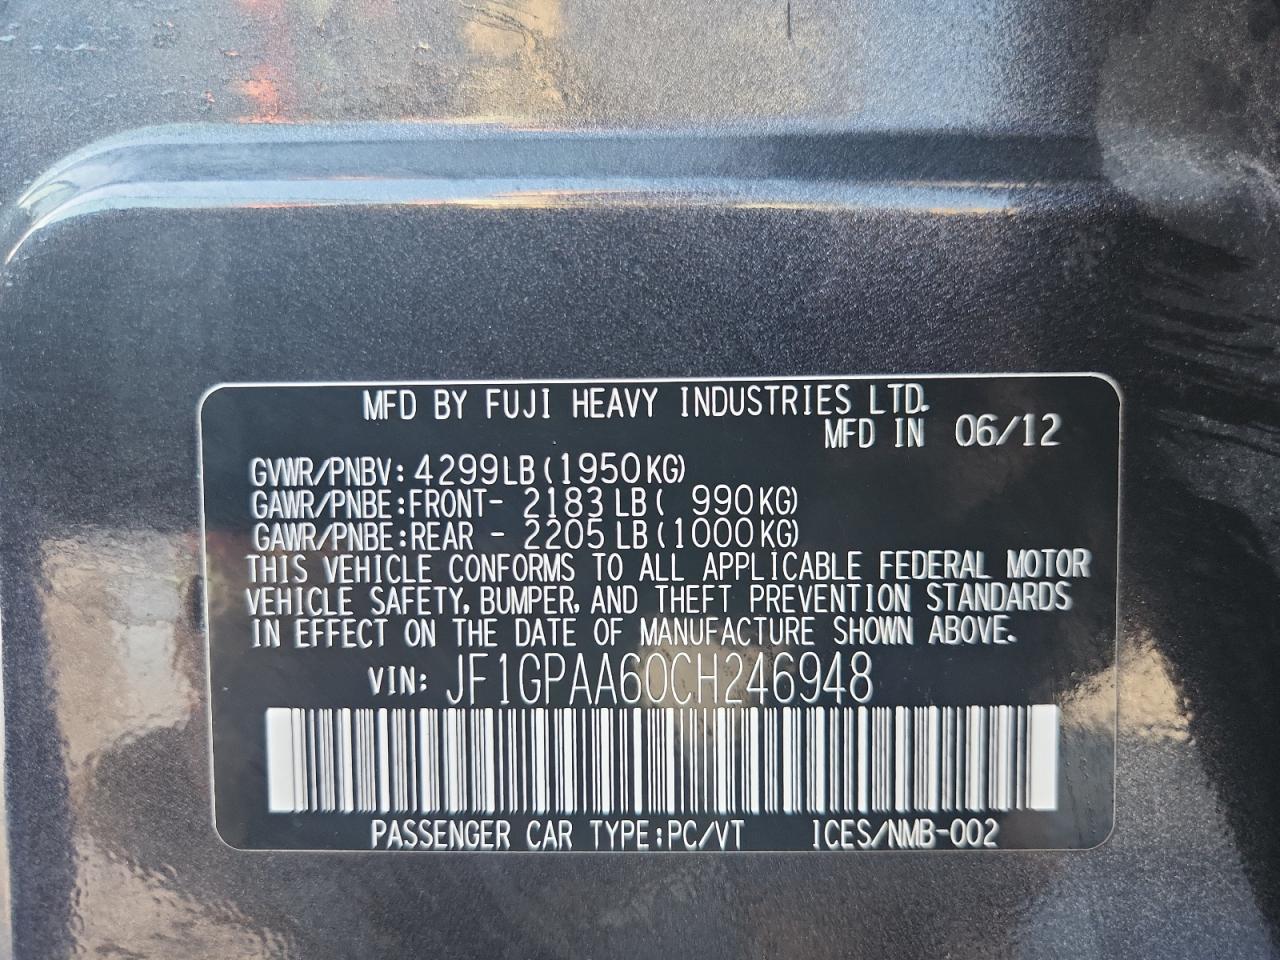 MFD BY FUJI HEAVY INDUSTRIES LTD.
MFD IN 06/12
GVWR/PNBV: 4299LB (1950KG)
GAWR/PNBE: FRONT- 2183 LB ( 990KG)
GAWR/PNBE: REAR - 2205 LB (1000KG)
THIS VEHICLE CONFORMS TO ALL APPLICABLE FEDERAL MOTOR
VEHICLE SAFETY, BUMPER, AND THEFT PREVENTION STANDARDS
IN EFFECT ON THE DATE OF MANUFACTURE SHOWN ABOVE.
VIN: JF1GPAA60CH246948
PASSENGER CAR TYPE:PC/VT ICES/NMB-002